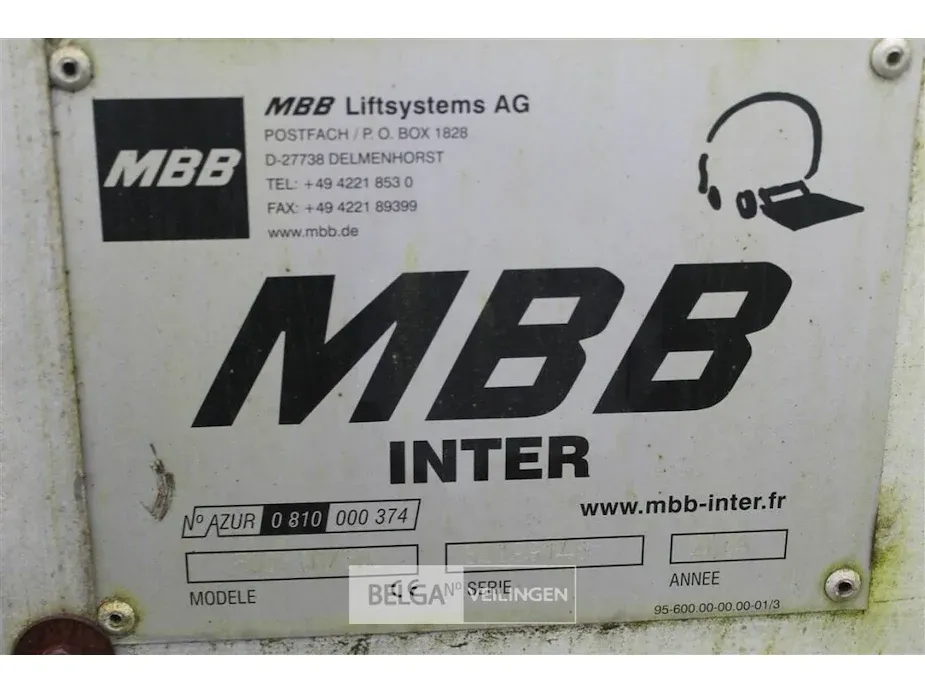 MBB
MBB Liftsystems AG
POSTFACH / P. O. BOX 1828
D-27738 DELMENHORST
TEL: +49 4221 853 0
FAX: +49 4221 89399
www.mbb.de
MBB
INTER
www.mbb-inter.fr
N° AZUR 0 810 000 374
MODELE
CE
N° SERIE
ANNEE
BELGA VEILINGEN
95-600.00-00.00-01/3